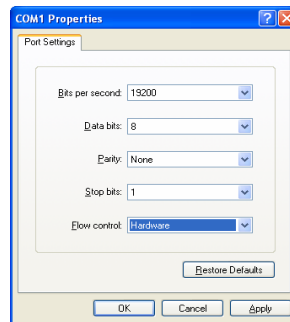 COM1 Properties
Port Settings
Bits per second: 19200
Data bits: 8
Parity: None
Stop bits: 1
Flow control: Hardware
Restore Defaults
OK Cancel Apply